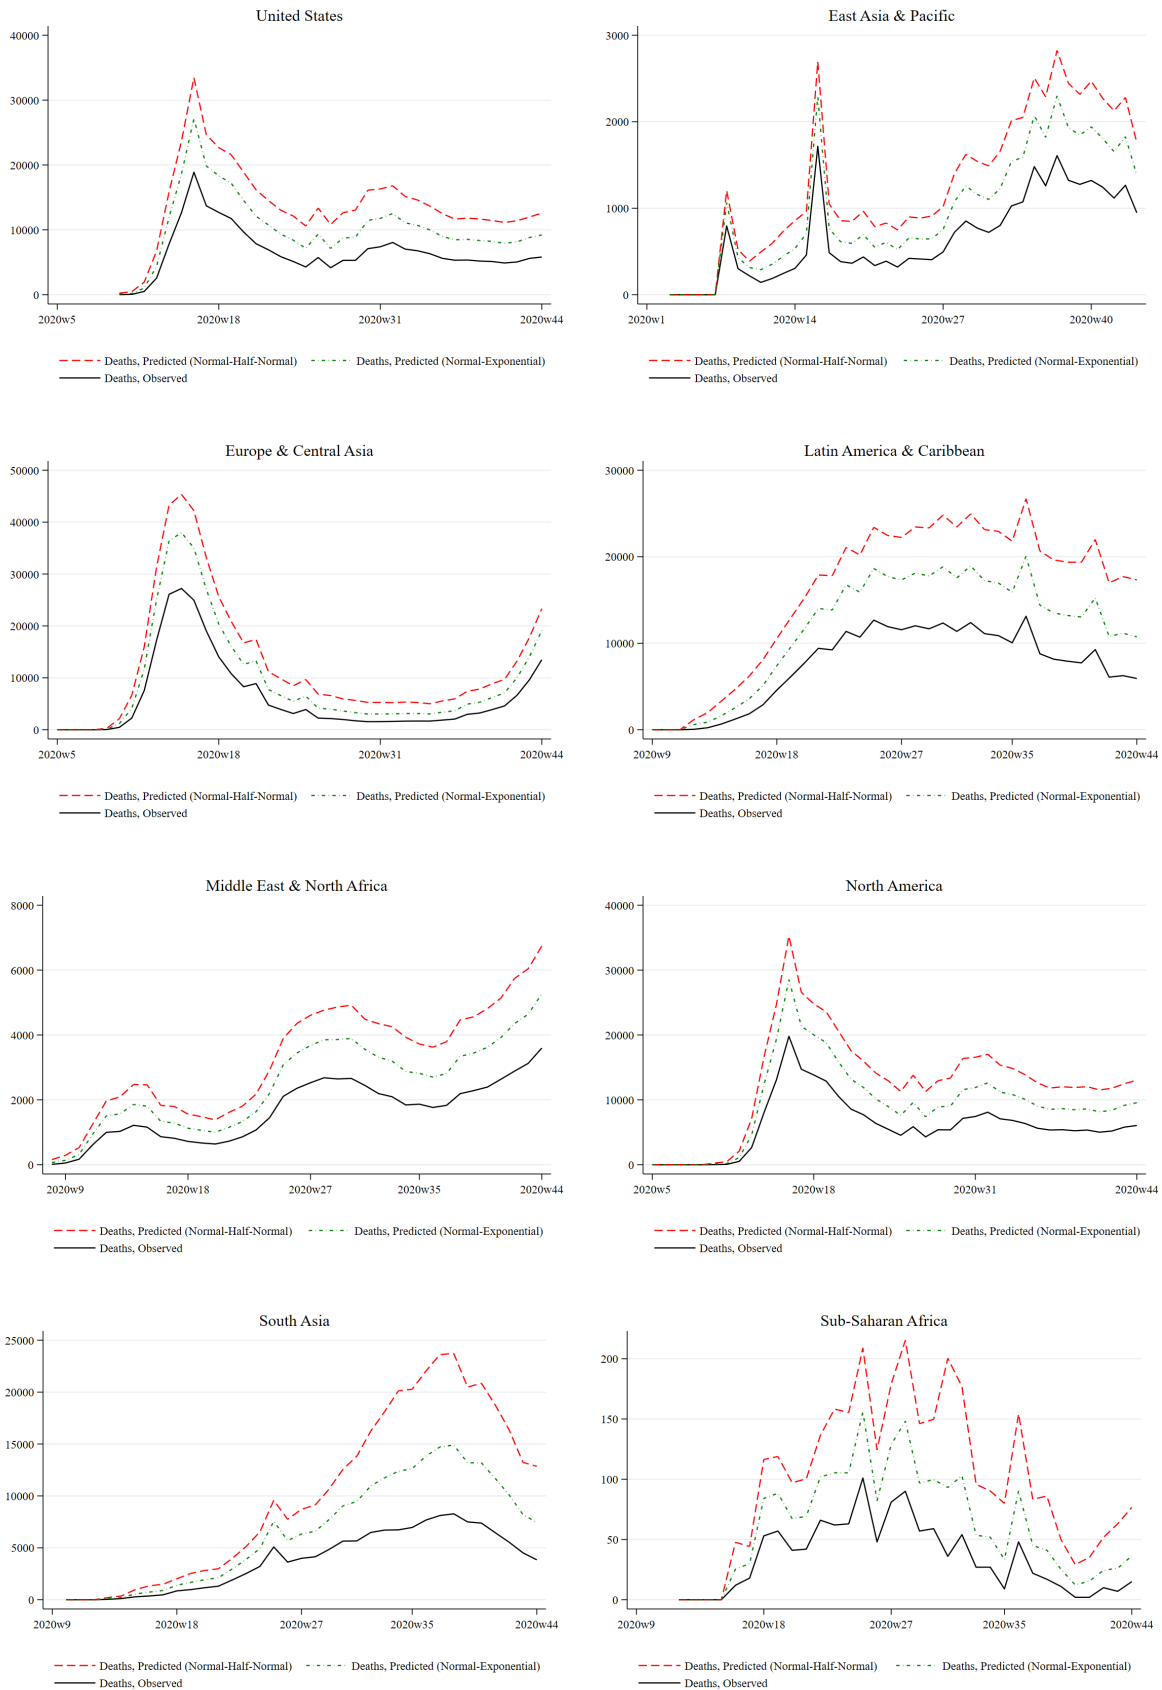 United States
40000
30000
20000
10000
0
2020w5 2020w18 2020w31 2020w44
Deaths, Predicted (Normal-Half-Normal) Deaths, Predicted (Normal-Exponential)
Deaths, Observed
East Asia & Pacific
3000
2000
1000
0
2020w1 2020w14 2020w27 2020w40
Deaths, Predicted (Normal-Half-Normal) Deaths, Predicted (Normal-Exponential)
Deaths, Observed
Europe & Central Asia
50000
40000
30000
20000
10000
0
2020w5 2020w18 2020w31 2020w44
Deaths, Predicted (Normal-Half-Normal) Deaths, Predicted (Normal-Exponential)
Deaths, Observed
Latin America & Caribbean
30000
20000
10000
0
2020w9 2020w18 2020w27 2020w35 2020w44
Deaths, Predicted (Normal-Half-Normal) Deaths, Predicted (Normal-Exponential)
Deaths, Observed
Middle East & North Africa
8000
6000
4000
2000
0
2020w9 2020w18 2020w27 2020w35 2020w44
Deaths, Predicted (Normal-Half-Normal) Deaths, Predicted (Normal-Exponential)
Deaths, Observed
North America
40000
30000
20000
10000
0
2020w5 2020w18 2020w31 2020w44
Deaths, Predicted (Normal-Half-Normal) Deaths, Predicted (Normal-Exponential)
Deaths, Observed
South Asia
25000
20000
15000
10000
5000
0
2020w9 2020w18 2020w27 2020w35 2020w44
Deaths, Predicted (Normal-Half-Normal) Deaths, Predicted (Normal-Exponential)
Deaths, Observed
Sub-Saharan Africa
200
150
100
50
0
2020w9 2020w18 2020w27 2020w35 2020w44
Deaths, Predicted (Normal-Half-Normal) Deaths, Predicted (Normal-Exponential)
Deaths, Observed